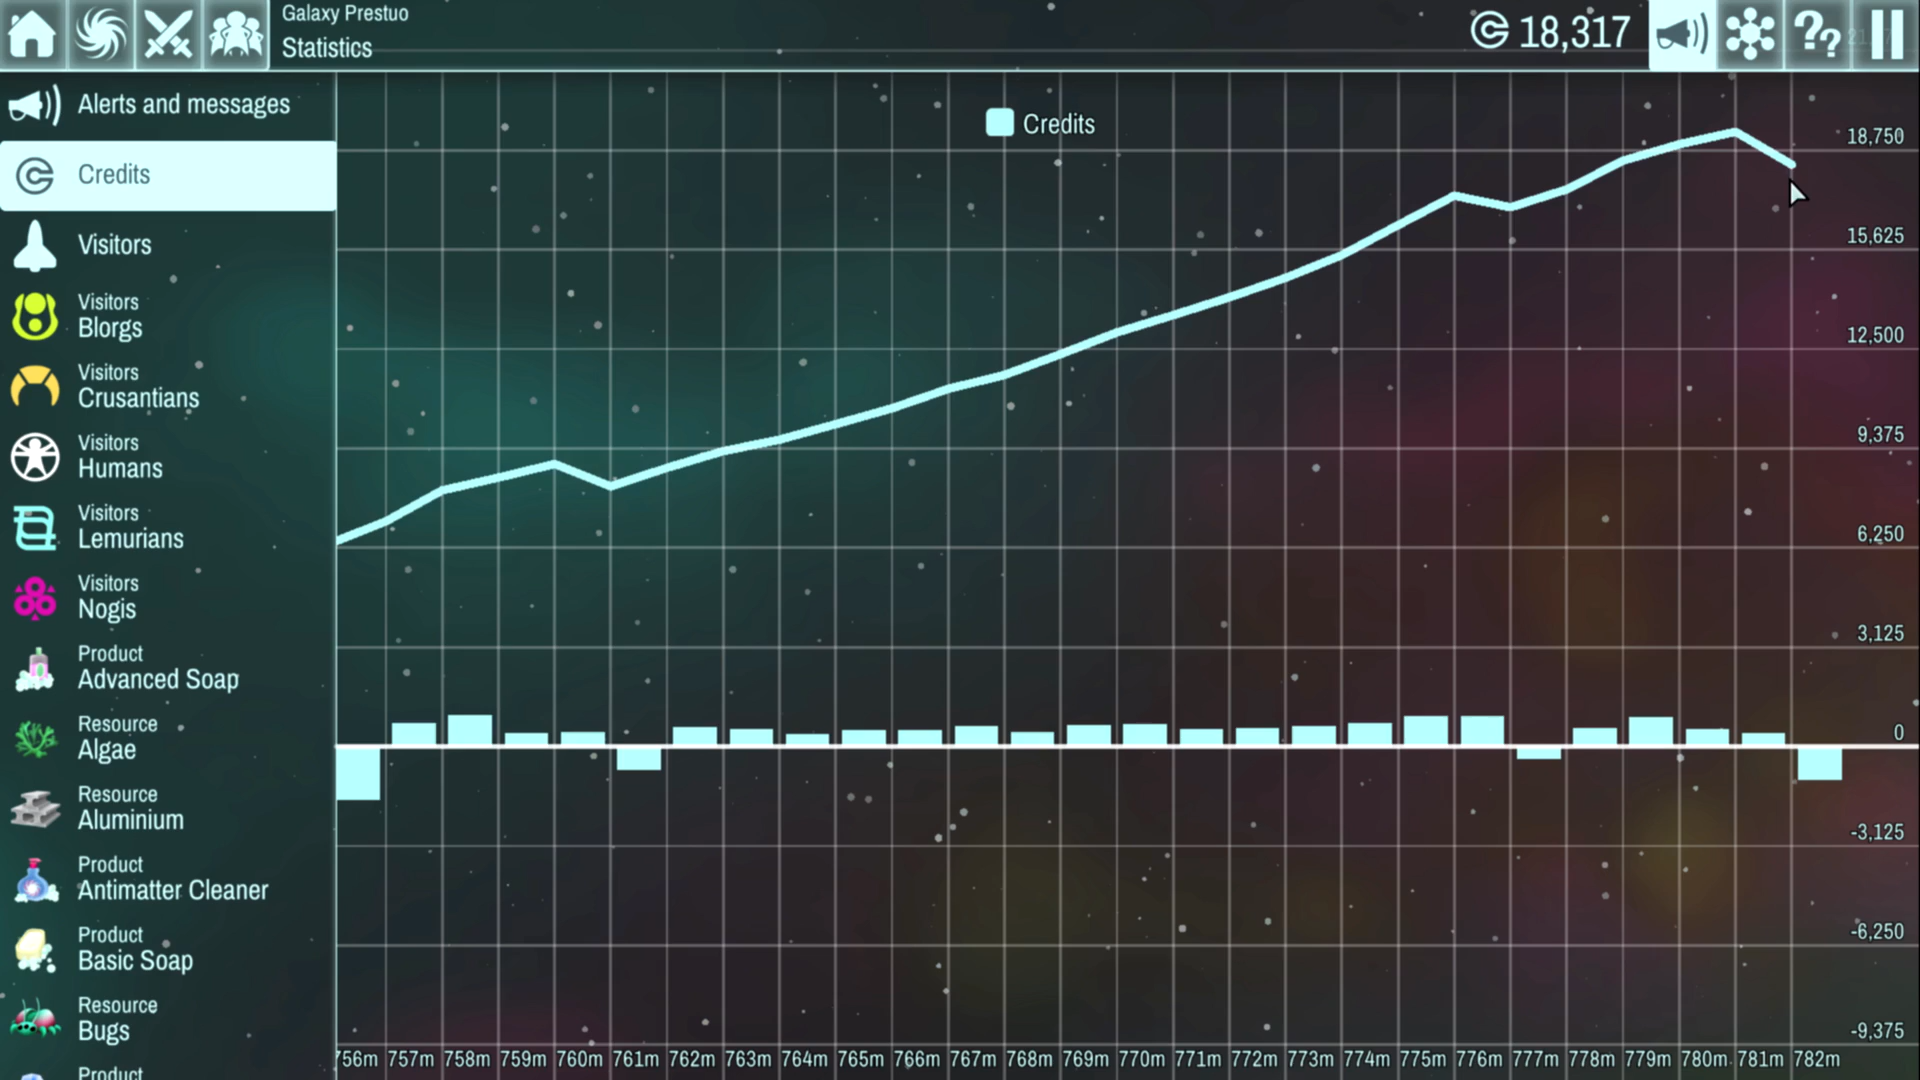 Galaxy Prestuo
Statistics
18,317
Alerts and messages
Credits
Visitors
Visitors
Blorgs
Visitors
Crusantians
Visitors
Humans
Visitors
Lemurians
Visitors
Nogis
Product
Advanced Soap
Resource
Algae
Resource
Aluminium
Product
Antimatter Cleaner
Product
Basic Soap
Resource
Bugs
Product
Credits
18,750
15,625
12,500
9,375
6,250
3,125
0
-3,125
-6,250
-9,375
756m 757m 758m 759m 760m 761m 762m 763m 764m 765m 766m 767m 768m 769m 770m 771m 772m 773m 774m 775m 776m 777m 778m 779m 780m 781m 782m